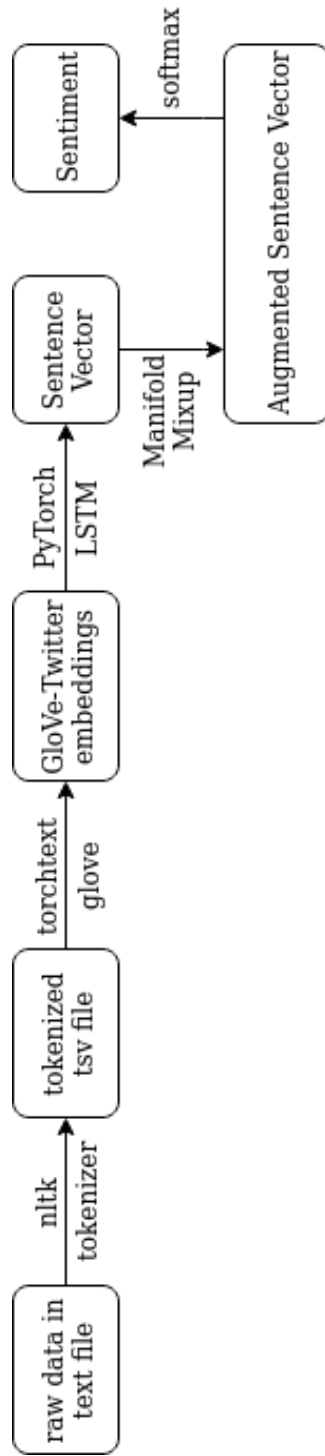 raw data in
text file
nltk
tokenizer
tokenized
tsv file
torchtext
glove
GloVe-Twitter
embeddings
PyTorch
LSTM
Sentence
Vector
Manifold
Mixup
Augmented Sentence Vector
softmax
Sentiment